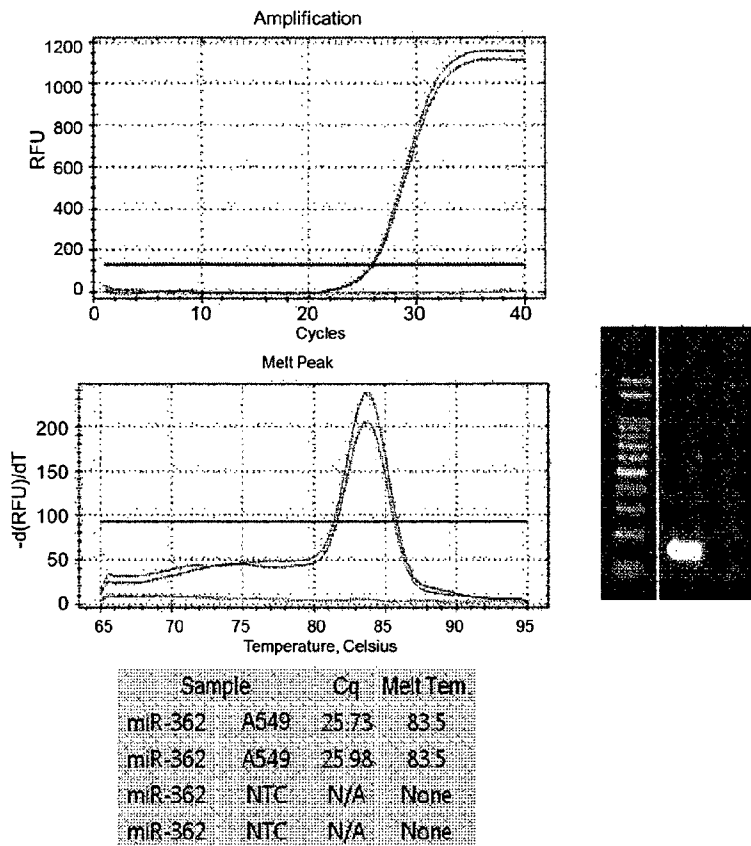 Amplification
RFU
1200
1000
800
600
400
200
0
0 10 20 30 40
Cycles
Melt Peak
-d(RFU)/dT
200
150
100
50
0
65 70 75 80 85 90 95
Temperature, Celsius
Sample Cq Melt Tem.
miR-362 A549 25.73 83.5
miR-362 A549 25.98 83.5
miR-362 NTC N/A None
miR-362 NTC N/A None